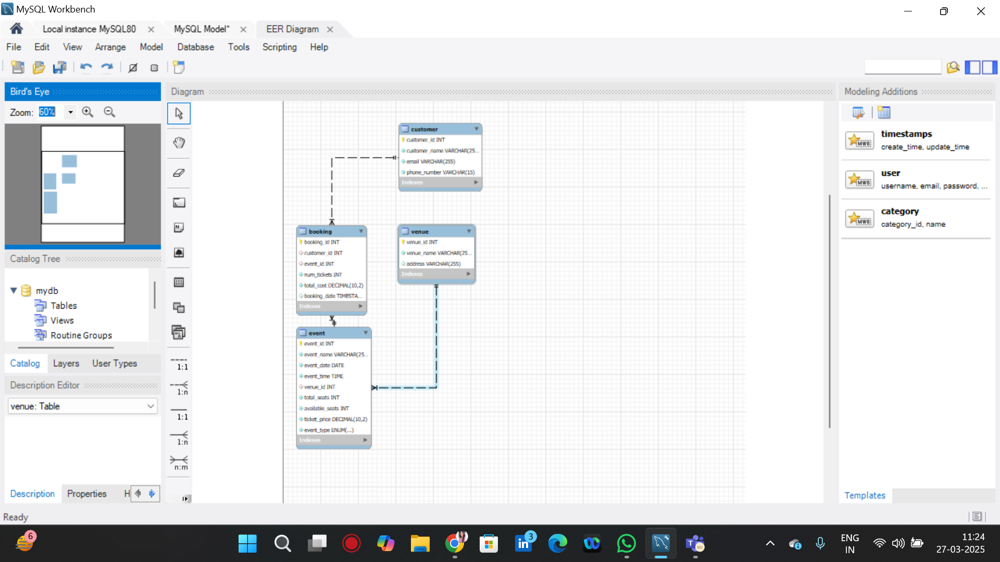 MySQL Workbench
Local instance MySQL80
MySQL Model*
EER Diagram
File Edit View Arrange Model Database Tools Scripting Help
Bird's Eye
Zoom: 60%
Catalog Tree
mydb
Tables
Views
Routine Groups
Catalog Layers User Types
Description Editor
venue: Table
Description Properties H
Ready
Diagram
1:1
1:n
1:1
1:n
n:m
customer
customer_id INT
customer_name VARCHAR(25...
email VARCHAR(255)
phone_number VARCHAR(15)
Indexes
booking
booking_id INT
customer_id INT
event_id INT
num_tickets INT
total_cost DECIMAL(10,2)
booking_date TIMESTA...
Indexes
venue
venue_id INT
venue_name VARCHAR(25...
address VARCHAR(255)
Indexes
event
event_id INT
event_name VARCHAR(25...
event_date DATE
event_time TIME
venue_id INT
total_seats INT
available_seats INT
ticket_price DECIMAL(10,2)
event_type ENUM(...)
Indexes
Modeling Additions
MWB
timestamps
create_time, update_time
MWB
user
username, email, password, ...
MWB
category
category_id, name
Templates
6
3
in
T
UU
ENG
IN
11:24
27-03-2025